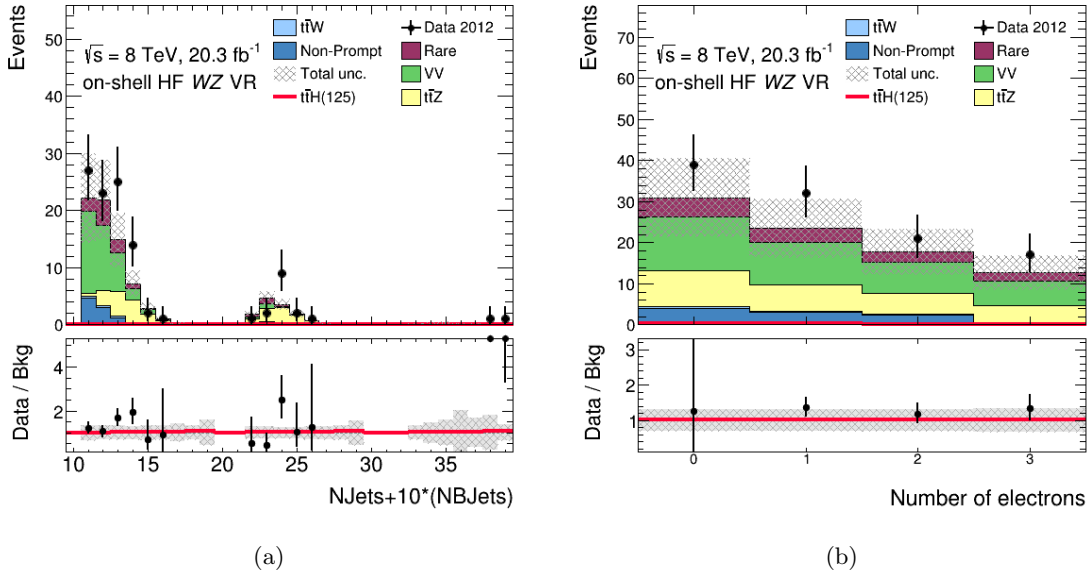 Events
50
40
30
20
10
0
√s = 8 TeV, 20.3 fb⁻¹
on-shell HF WZ VR
tt̄W
Non-Prompt
Total unc.
tt̄H(125)
Data 2012
Rare
VV
tt̄Z
Data / Bkg
4
2
10 15 20 25 30 35
NJets+10*(NBJets)
(a)
Events
70
60
50
40
30
20
10
0
√s = 8 TeV, 20.3 fb⁻¹
on-shell HF WZ VR
tt̄W
Non-Prompt
Total unc.
tt̄H(125)
Data 2012
Rare
VV
tt̄Z
Data / Bkg
3
2
1
0 1 2 3
Number of electrons
(b)